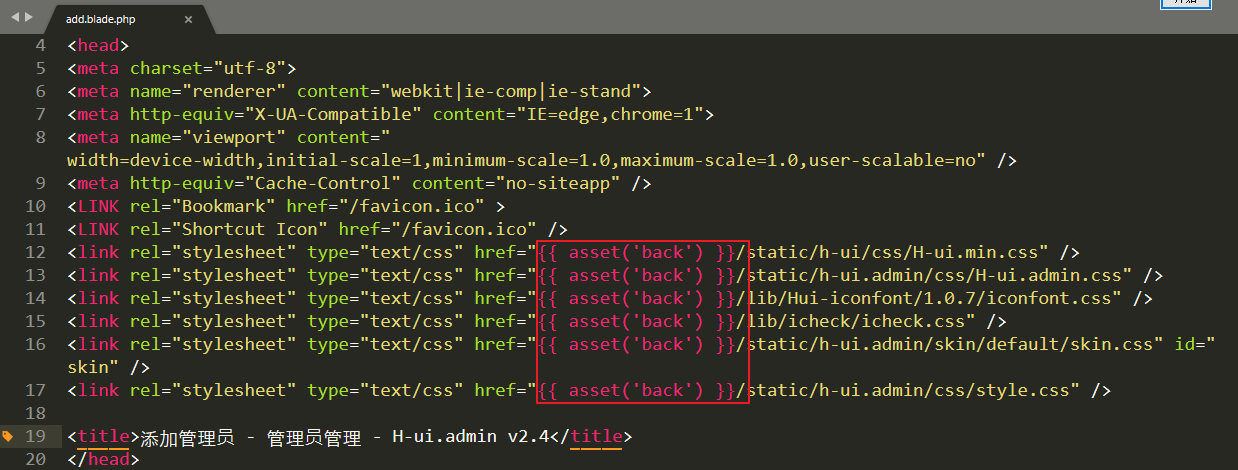 add.blade.php
4 <head>
5 <meta charset="utf-8">
6 <meta name="renderer" content="webkit|ie-comp|ie-stand">
7 <meta http-equiv="X-UA-Compatible" content="IE=edge,chrome=1">
8 <meta name="viewport" content="
width=device-width,initial-scale=1,minimum-scale=1.0,maximum-scale=1.0,user-scalable=no" />
9 <meta http-equiv="Cache-Control" content="no-siteapp" />
10 <LINK rel="Bookmark" href="/favicon.ico" >
11 <LINK rel="Shortcut Icon" href="/favicon.ico" />
12 <link rel="stylesheet" type="text/css" href="{{ asset('back') }}/static/h-ui/css/H-ui.min.css" />
13 <link rel="stylesheet" type="text/css" href="{{ asset('back') }}/static/h-ui.admin/css/H-ui.admin.css" />
14 <link rel="stylesheet" type="text/css" href="{{ asset('back') }}/lib/Hui-iconfont/1.0.7/iconfont.css" />
15 <link rel="stylesheet" type="text/css" href="{{ asset('back') }}/lib/icheck/icheck.css" />
16 <link rel="stylesheet" type="text/css" href="{{ asset('back') }}/static/h-ui.admin/skin/default/skin.css" id="
skin" />
17 <link rel="stylesheet" type="text/css" href="{{ asset('back') }}/static/h-ui.admin/css/style.css" />
18
19 <title>添加管理员 - 管理员管理 - H-ui.admin v2.4</title>
20 </head>